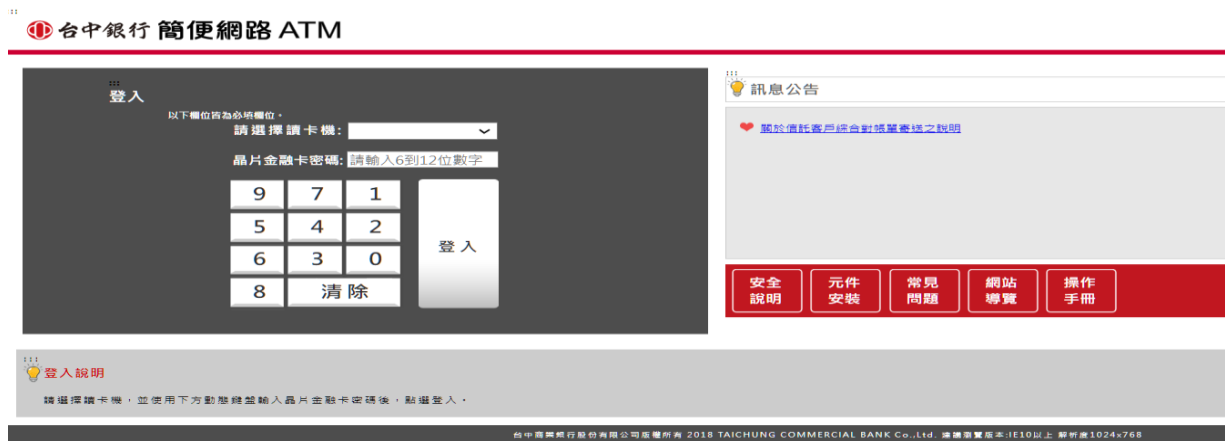 台中銀行 簡便網路 ATM
:::
登入
以下欄位皆為必填欄位。
請選擇讀卡機:
晶片金融卡密碼: 請輸入6到12位數字
9 7 1
5 4 2
6 3 0
8 清除
登入
:::
訊息公告
關於信託客戶綜合對帳單寄送之說明
安全說明 元件安裝 常見問題 網站導覽 操作手冊
:::
登入說明
請選擇讀卡機，並使用下方動態鍵盤輸入晶片金融卡密碼後，點選登入。
台中商業銀行股份有限公司版權所有 2018 TAICHUNG COMMERCIAL BANK Co.,Ltd. 建議瀏覽版本:IE10以上 解析度1024x768